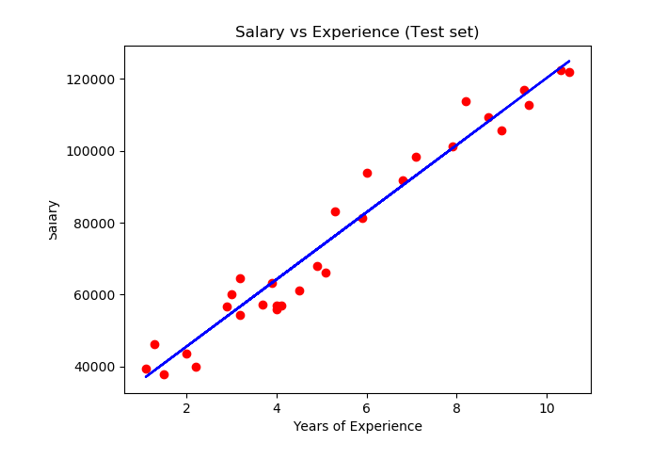 Salary vs Experience (Test set)
120000
100000
80000
60000
40000
Salary
2 4 6 8 10
Years of Experience